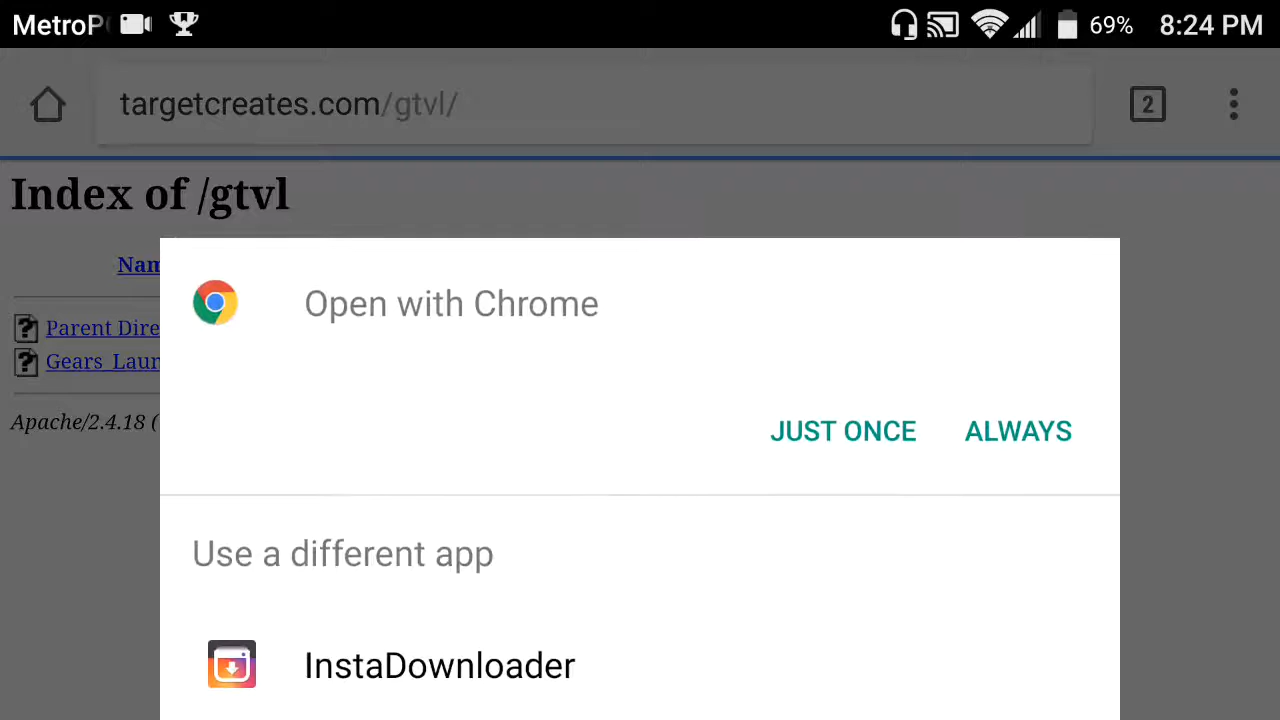 MetroP 69% 8:24 PM
targetcreates.com/gtvl/ 2
Index of /gtvl
Nam
Open with Chrome
Parent Dire
Gears_Laun
Apache/2.4.18 (
JUST ONCE ALWAYS
Use a different app
InstaDownloader